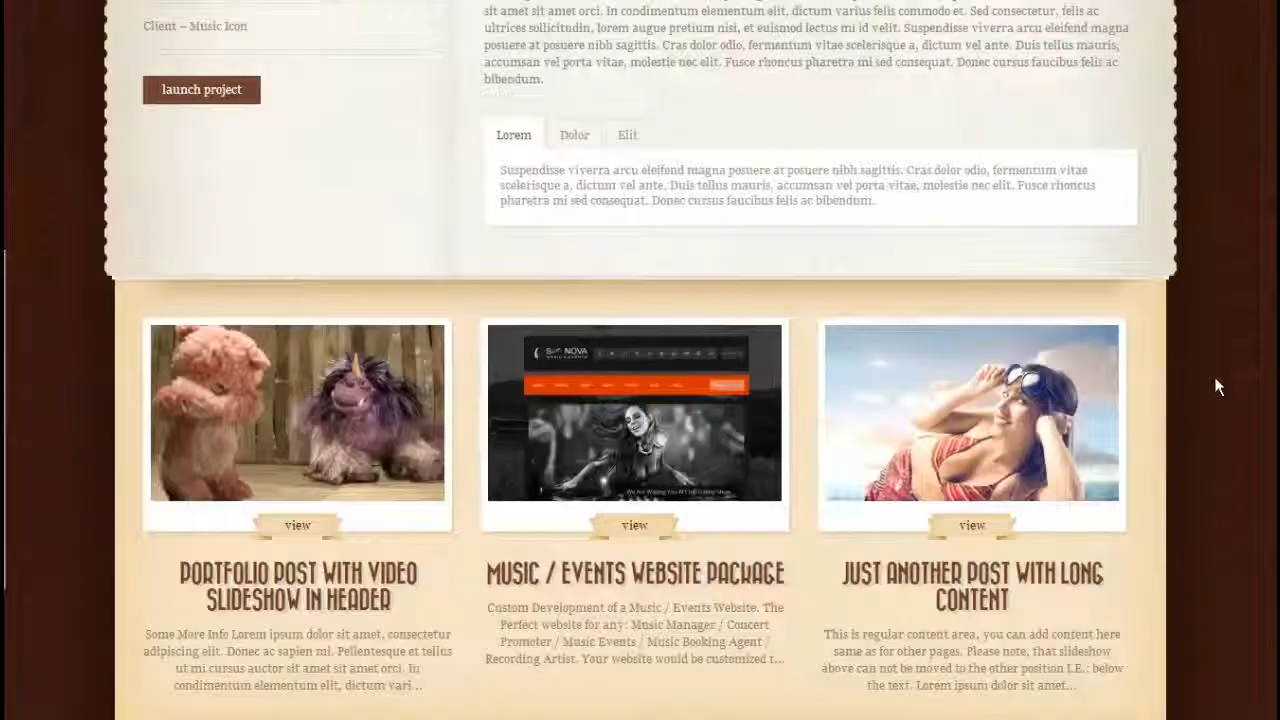 Client – Music Icon
launch project
sit amet sit amet orci. In condimentum elementum elit, dictum varius felis commodo et. Sed consectetur, felis ac
ultrices sollicitudin, lorem augue pretium nisi, et euismod lectus mi id velit. Suspendisse viverra arcu eleifend magna
posuere at posuere nibh sagittis. Cras dolor odio, fermentum vitae scelerisque a, dictum vel ante. Duis tellus mauris,
accumsan vel porta vitae, molestie nec elit. Fusce rhoncus pharetra mi sed consequat. Donec cursus faucibus felis ac
bibendum.
Lorem Dolor Elit
Suspendisse viverra arcu eleifend magna posuere at posuere nibh sagittis. Cras dolor odio, fermentum vitae
scelerisque a, dictum vel ante. Duis tellus mauris, accumsan vel porta vitae, molestie nec elit. Fusce rhoncus
pharetra mi sed consequat. Donec cursus faucibus felis ac bibendum.
view
PORTFOLIO POST WITH VIDEO
SLIDESHOW IN HEADER
Some More Info Lorem ipsum dolor sit amet, consectetur
adipiscing elit. Donec ac sapien mi. Pellentesque et tellus
ut mi cursus auctor sit amet sit amet orci. In
condimentum elementum elit, dictum vari...
NOVA
view
MUSIC / EVENTS WEBSITE PACKAGE
Custom Development of a Music / Events Website. The
Perfect website for any: Music Manager / Concert
Promoter / Music Events / Music Booking Agent /
Recording Artist. Your website would be customized t...
view
JUST ANOTHER POST WITH LONG
CONTENT
This is regular content area, you can add content here
same as for other pages. Please note, that slideshow
above can not be moved to the other position I.E.: below
the text. Lorem ipsum dolor sit amet...